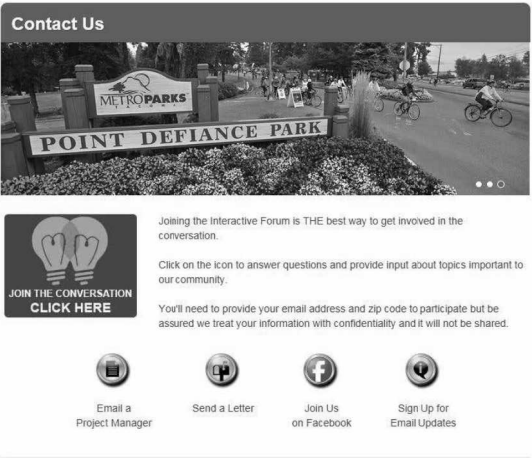 Contact Us
METROPARKS
TACOMA
POINT DEFIANCE PARK
Joining the Interactive Forum is THE best way to get involved in the
conversation.
Click on the icon to answer questions and provide input about topics important to
our community.
You'll need to provide your email address and zip code to participate but be
assured we treat your information with confidentiality and it will not be shared.
JOIN THE CONVERSATION
CLICK HERE
Email a
Project Manager
Send a Letter
Join Us
on Facebook
Sign Up for
Email Updates